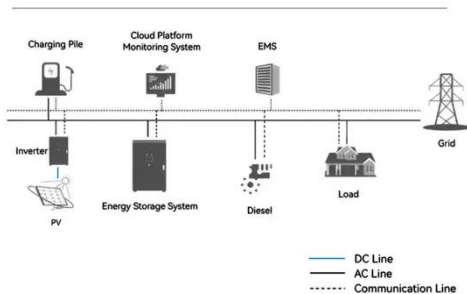 Charging Pile
Cloud Platform
Monitoring System
EMS
Grid
Inverter
PV
Energy Storage System
Diesel
Load
DC Line
AC Line
Communication Line